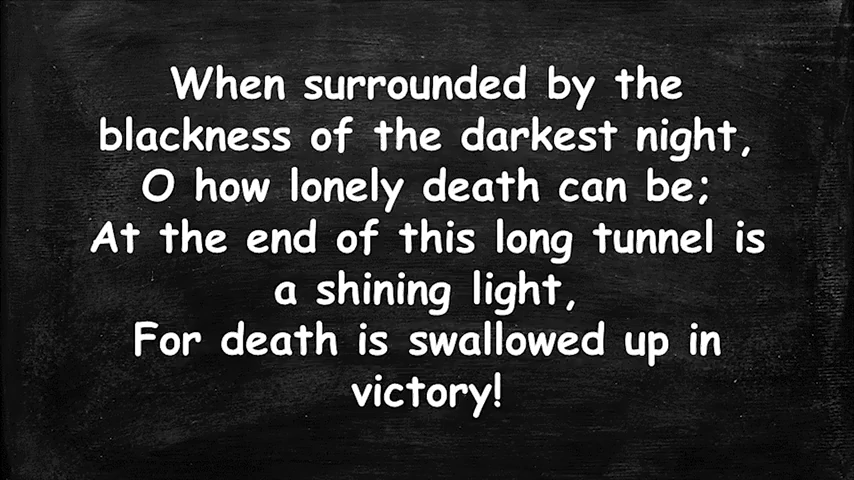 When surrounded by the
blackness of the darkest night,
O how lonely death can be;
At the end of this long tunnel is
a shining light,
For death is swallowed up in
victory!